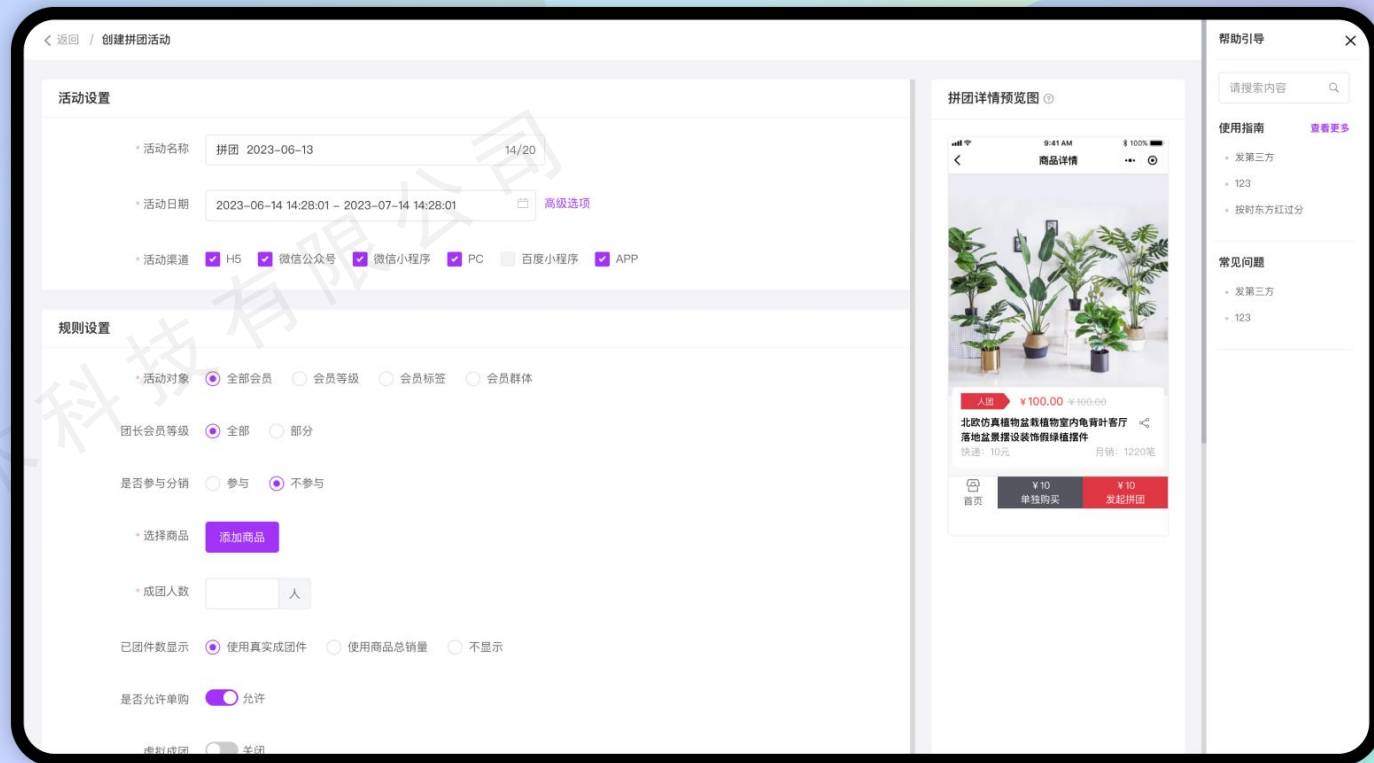 返回 / 创建拼团活动
活动设置
* 活动名称 拼团 2023-06-13 14/20
* 活动日期 2023-06-14 14:28:01 - 2023-07-14 14:28:01 高级选项
* 活动渠道 H5 微信公众号 微信小程序 PC 百度小程序 APP
规则设置
* 活动对象 全部会员 会员等级 会员标签 会员群体
团长会员等级 全部 部分
是否参与分销 参与 不参与
* 选择商品 添加商品
* 成团人数 人
已团件数显示 使用真实成团件 使用商品总销量 不显示
是否允许单购 允许
虚拟成团 关闭
拼团详情预览图
9:41 AM 100%
商品详情
人团 ¥100.00 ¥100.00
北欧仿真植物盆栽植物室内龟背叶客厅
落地盆景摆设装饰假绿植摆件
快递：10元 月销：1220笔
首页
¥10
单独购买
¥10
发起拼团
帮助引导
请搜索内容
使用指南 查看更多
发第三方
123
按时东方红过分
常见问题
发第三方
123
科技有限公司